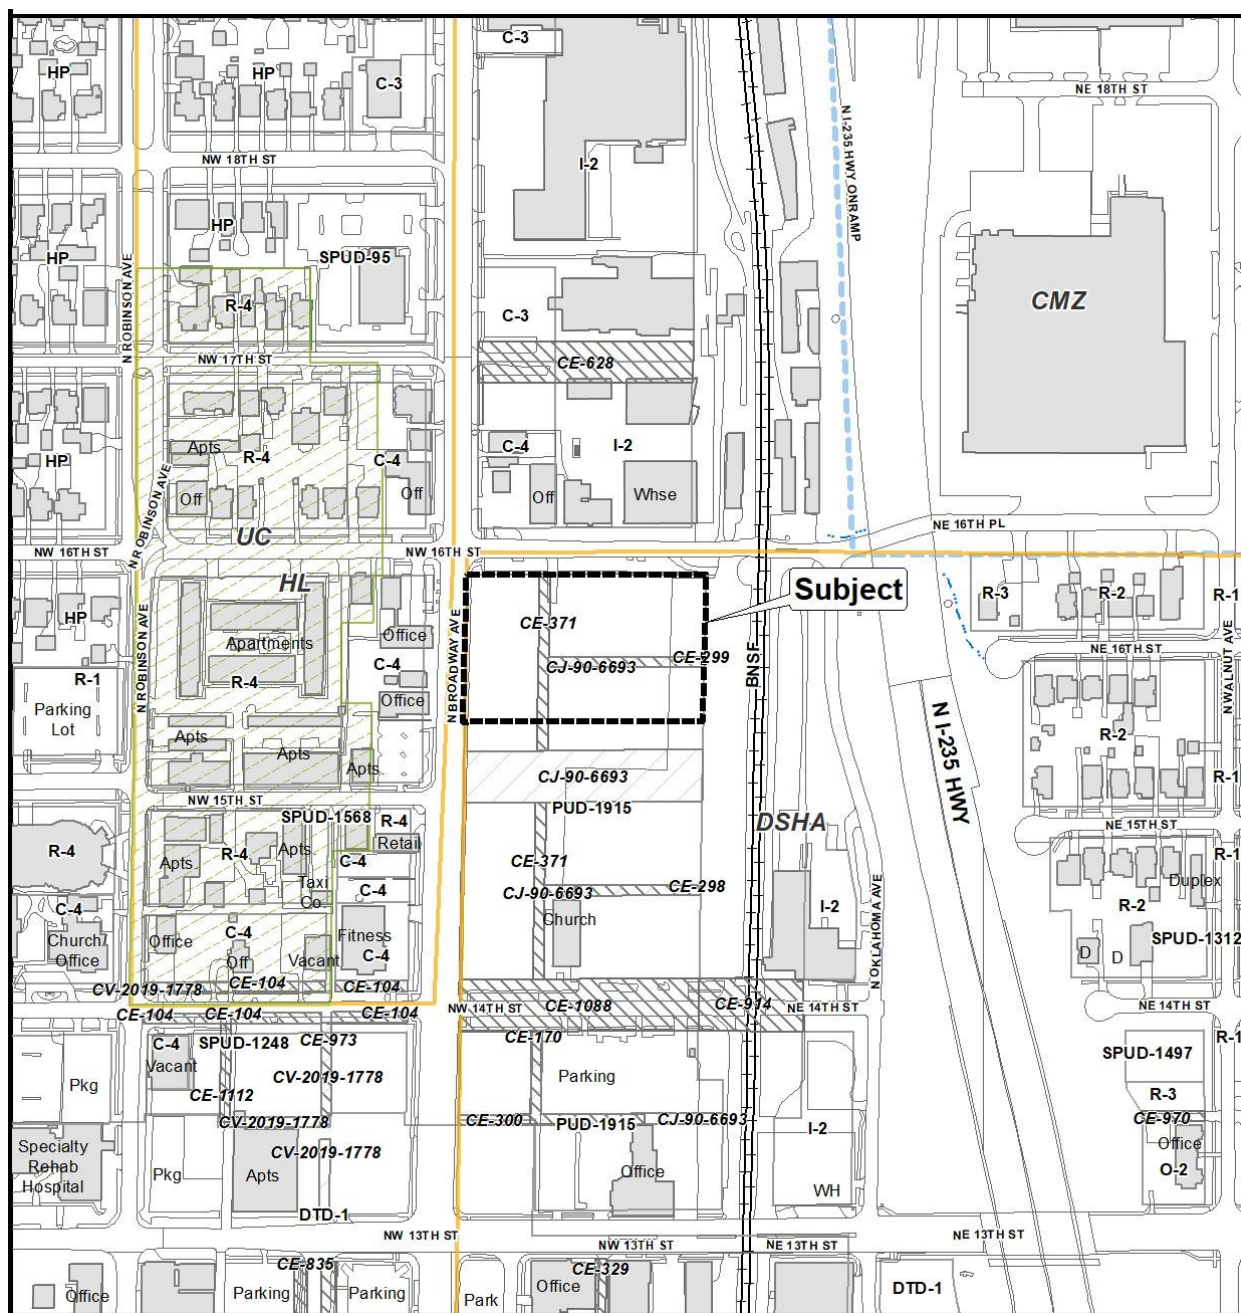 C-3
HP
HP
C-3
NE 18TH ST
N I-235 HWY ONRAMP
NW 18TH ST
I-2
HP
HP
SPUD-95
N ROBINSON AVE
R-4
C-3
CMZ
NW 17TH ST
CE-628
Apts
R-4
C-4
C-4
I-2
HP
Off
Off
Off
Whse
N ROBINSON AVE
UC
NE 16TH PL
NW 16TH ST
NW 16TH ST
HL
Subject
R-3
R-2
R-1
HP
N ROBINSON AVE
Apartments
Office
N BROADWAY AVE
CE-371
CE-299
CJ-90-6693
BNSF
NE 16TH ST
N WALNUT AVE
R-1
R-4
C-4
Office
Parking
Lot
Apts
Apts
Apts
N I-235 HWY
R-2
R-1
CJ-90-6693
NW 15TH ST
SPUD-1568
R-4
PUD-1915
DSHA
NE 15TH ST
R-4
Apts
R-4
Apts
Retail
C-4
CE-371
R-1
Taxi
Co.
C-4
CJ-90-6693
CE-298
Duplex
C-4
Church/
Office
Office
C-4
Off
Vacant
Fitness
C-4
Church
I-2
N OKLAHOMA AVE
R-2
SPUD-1312
D
D
CV-2019-1778
CE-104
CE-104
CE-104
CE-104
CE-104
NW 14TH ST
CE-1088
CE-914
NE 14TH ST
NE 14TH ST
C-4
SPUD-1248
CE-973
CE-170
R-1
Vacant
Pkg
CE-1112
CV-2019-1778
Parking
SPUD-1497
R-3
CV-2019-1778
CE-300
PUD-1915
CJ-90-6693
I-2
CE-970
Office
Specialty
Rehab
Hospital
Pkg
Apts
CV-2019-1778
Office
O-2
WH
DTD-1
NW 13TH ST
NW 13TH ST
NE 13TH ST
NE 13TH ST
CE-835
CE-329
Office
Parking
Parking
Park
Office
DTD-1